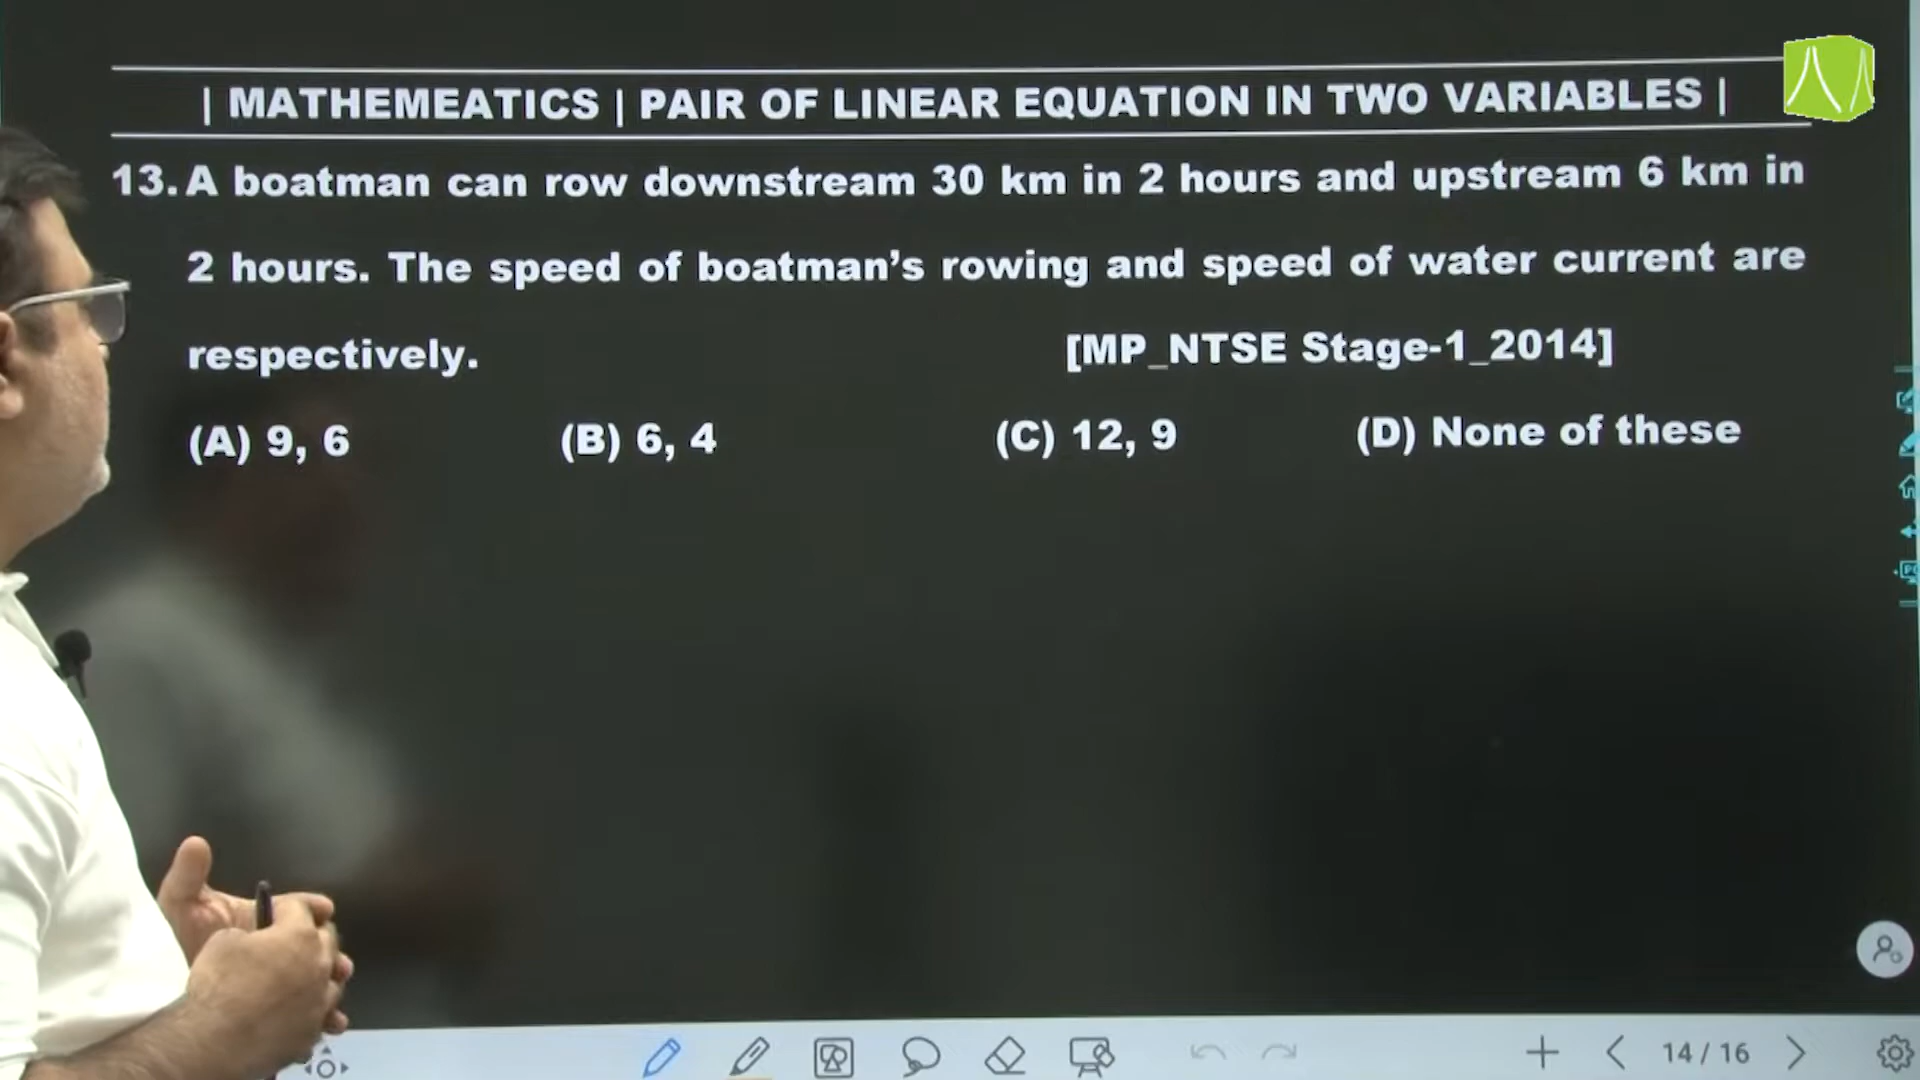 | MATHEMEATICS | PAIR OF LINEAR EQUATION IN TWO VARIABLES |
13. A boatman can row downstream 30 km in 2 hours and upstream 6 km in
2 hours. The speed of boatman’s rowing and speed of water current are
respectively. [MP_NTSE Stage-1_2014]
(A) 9, 6 (B) 6, 4 (C) 12, 9 (D) None of these
14 / 16